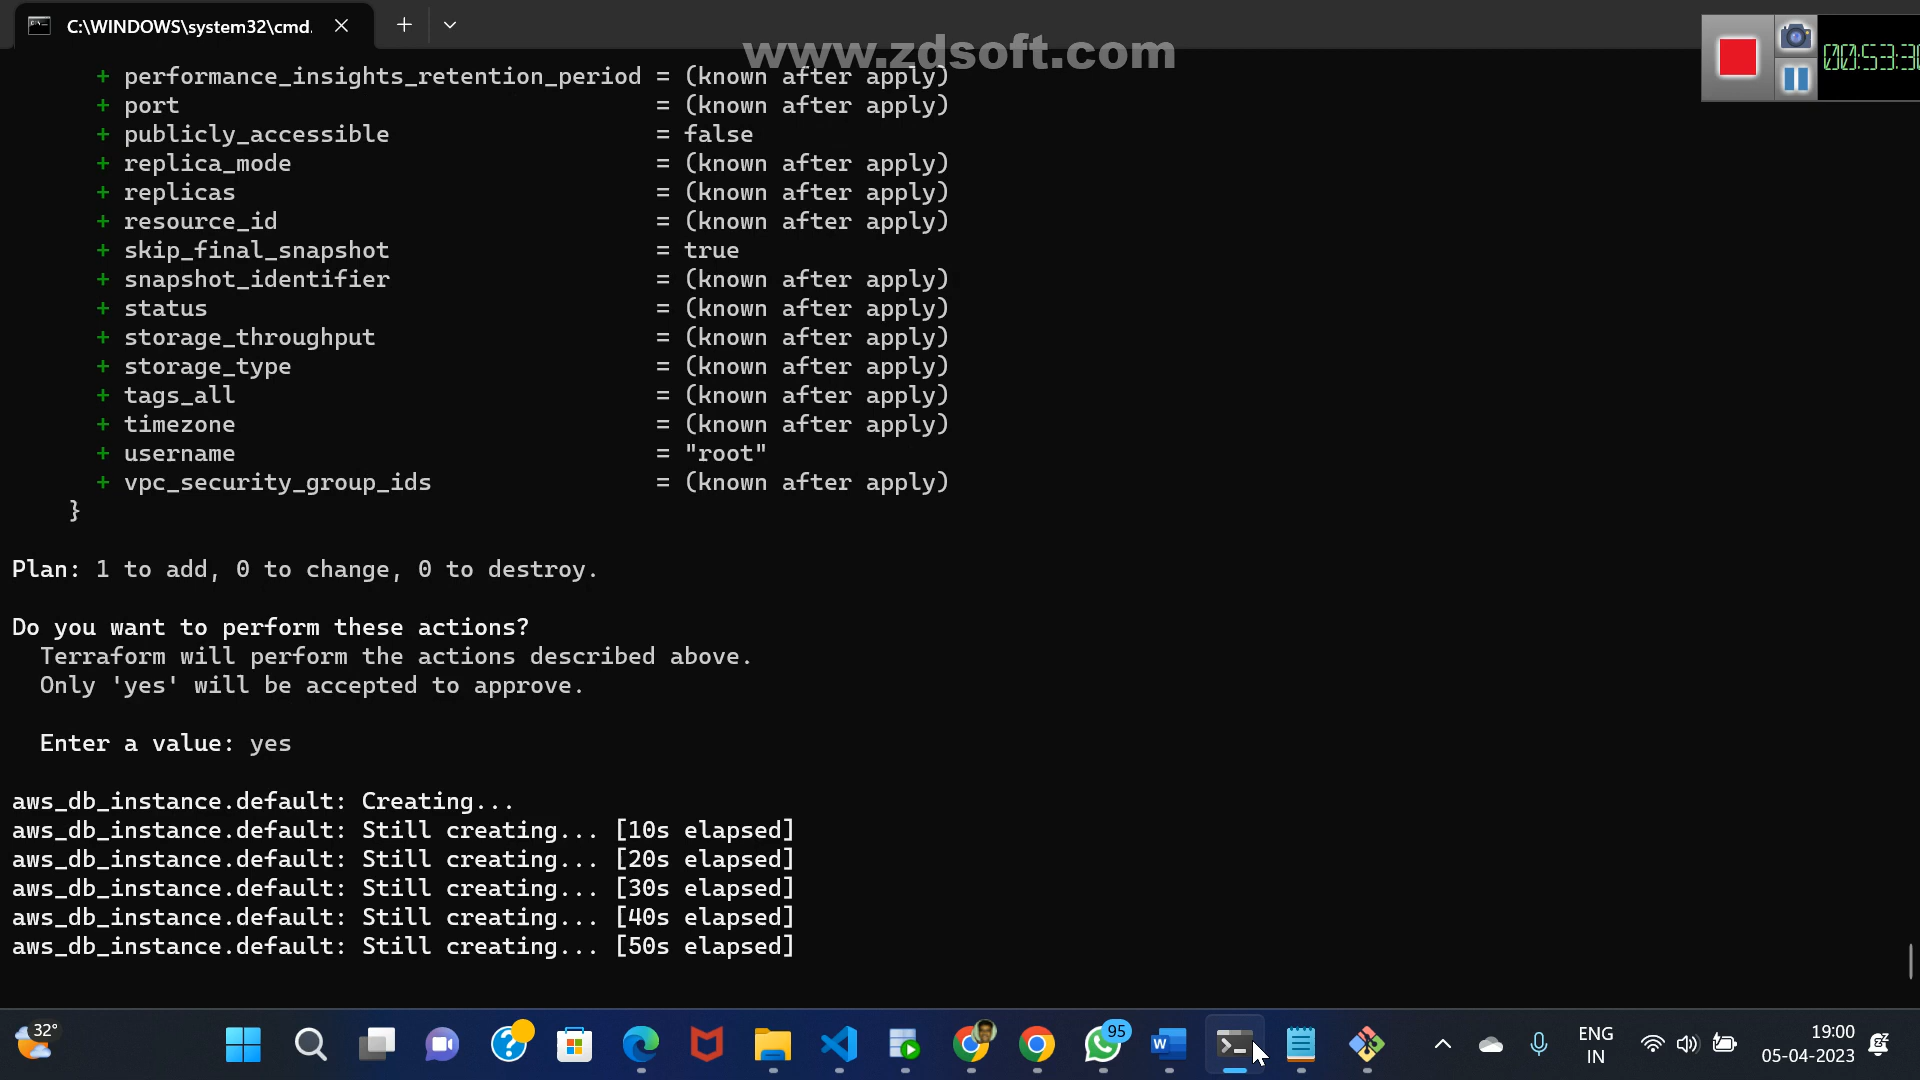 C:\WINDOWS\system32\cmd.
www.zdsoft.com
+ performance_insights_retention_period = (known after apply)
+ port = (known after apply)
+ publicly_accessible = false
+ replica_mode = (known after apply)
+ replicas = (known after apply)
+ resource_id = (known after apply)
+ skip_final_snapshot = true
+ snapshot_identifier = (known after apply)
+ status = (known after apply)
+ storage_throughput = (known after apply)
+ storage_type = (known after apply)
+ tags_all = (known after apply)
+ timezone = (known after apply)
+ username = "root"
+ vpc_security_group_ids = (known after apply)
}
Plan: 1 to add, 0 to change, 0 to destroy.
Do you want to perform these actions?
Terraform will perform the actions described above.
Only 'yes' will be accepted to approve.
Enter a value: yes
aws_db_instance.default: Creating...
aws_db_instance.default: Still creating... [10s elapsed]
aws_db_instance.default: Still creating... [20s elapsed]
aws_db_instance.default: Still creating... [30s elapsed]
aws_db_instance.default: Still creating... [40s elapsed]
aws_db_instance.default: Still creating... [50s elapsed]
32°
95
ENG
IN
19:00
05-04-2023